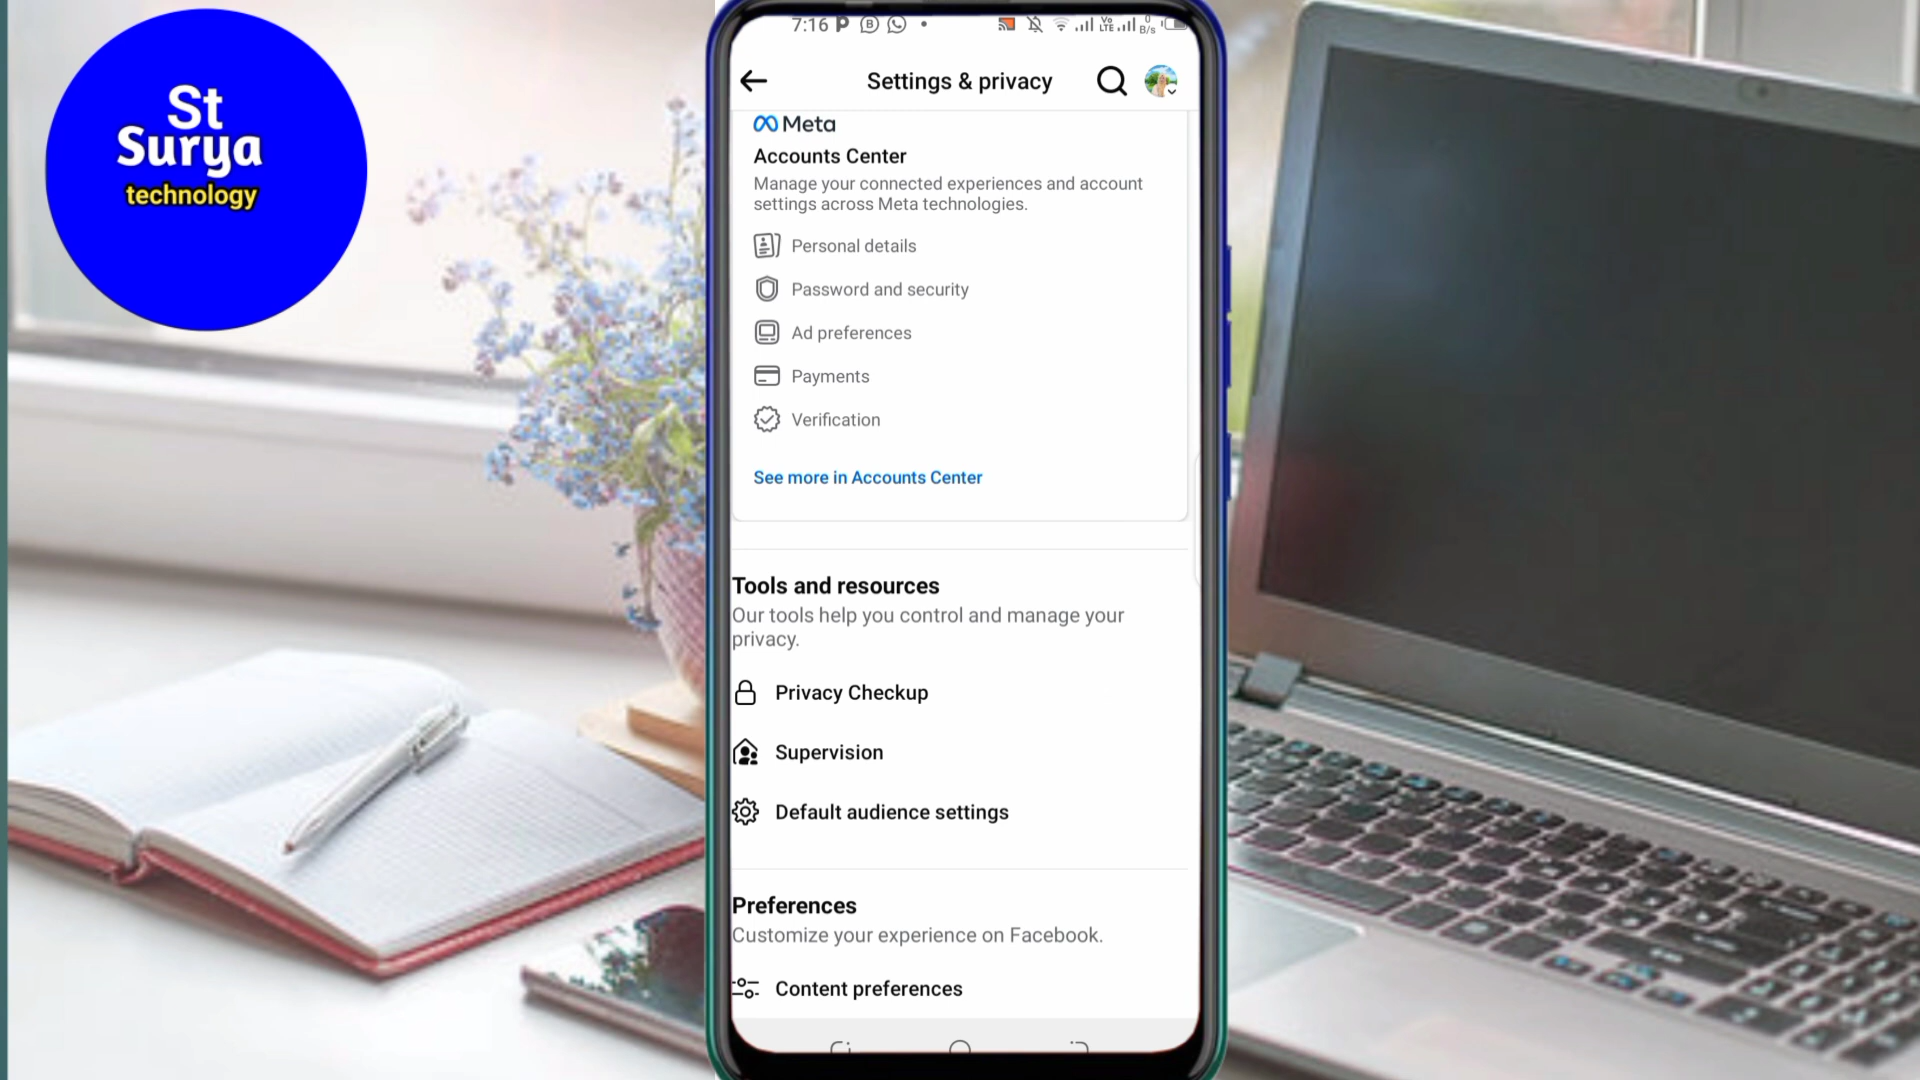 St
Surya
technology
7:16
Vo
LTE
0
B/s
Settings & privacy
Meta
Accounts Center
Manage your connected experiences and account
settings across Meta technologies.
Personal details
Password and security
Ad preferences
Payments
Verification
See more in Accounts Center
Tools and resources
Our tools help you control and manage your
privacy.
Privacy Checkup
Supervision
Default audience settings
Preferences
Customize your experience on Facebook.
Content preferences